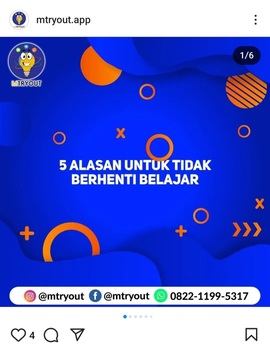 mtryout.app
1/6
MTRYOUT
5 ALASAN UNTUK TIDAK
BERHENTI BELAJAR
@mtryout @mtryout 0822-1199-5317
4